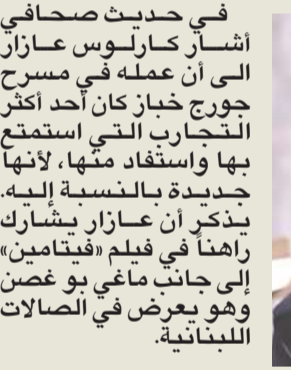 في حديث صحافي
أشار كارلوس عازار
الى أن عمله في مسرح
جورج خباز كان أحد أكثر
التجارب التي استمتع
بها واستفاد منها، لأنها
جديدة بالنسبة إليه.
يذكر أن عازار يشارك
راهناً في فيلم «فيتامين»
إلى جانب ماغي بو غصن
وهو يعرض في الصالات
اللبنانية.